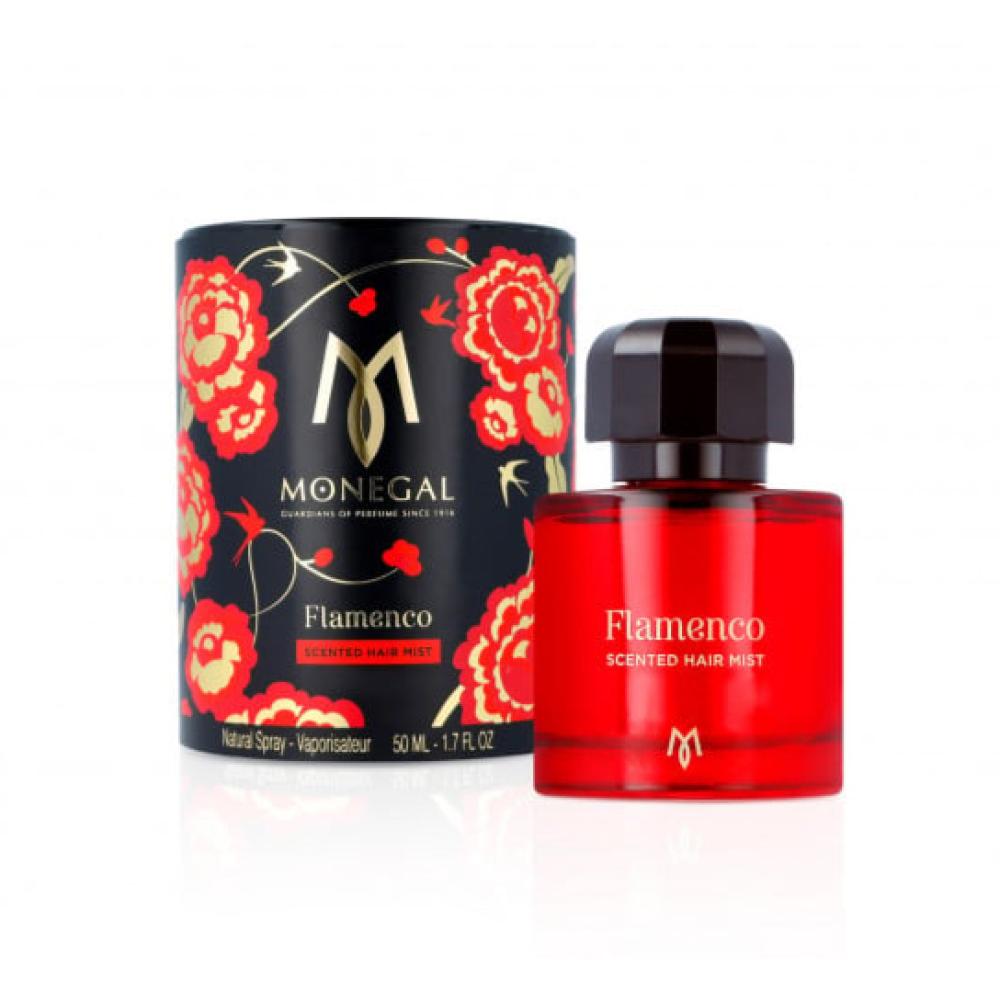 M
MONEGAL
GUARDIANS OF PERFUME SINCE 1916
Flamenco
SCENTED HAIR MIST
Natural Spray - Vaporisateur 50 ML - 1.7 FL OZ
Flamenco
SCENTED HAIR MIST
M